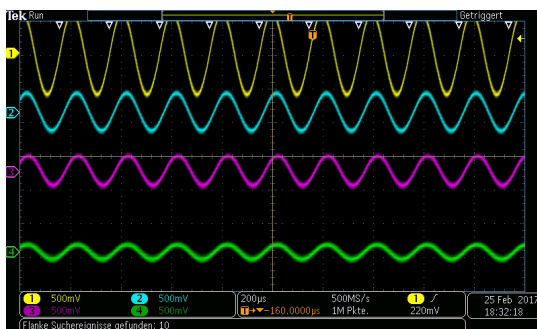 Tek Run
Getriggert
T
T
1
2
3
4
1 500mV 2 500mV 200µs 500MS/s 1 220mV
3 500mV 4 500mV T→▼-160.0000µs 1M Pkte.
25 Feb 2017
18:32:18
Flanke Suchereignisse gefunden: 10